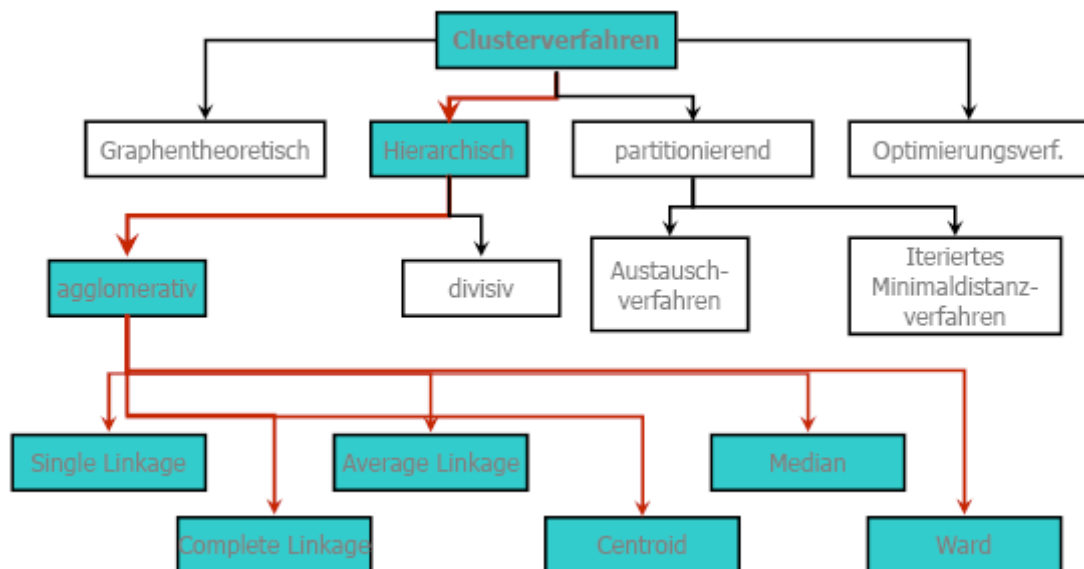 Clusterverfahren
Graphentheoretisch
Hierarchisch
partitionierend
Optimierungsverf.
agglomerativ
divisiv
Austausch-
verfahren
Iteriertes
Minimaldistanz-
verfahren
Single Linkage
Average Linkage
Median
Complete Linkage
Centroid
Ward